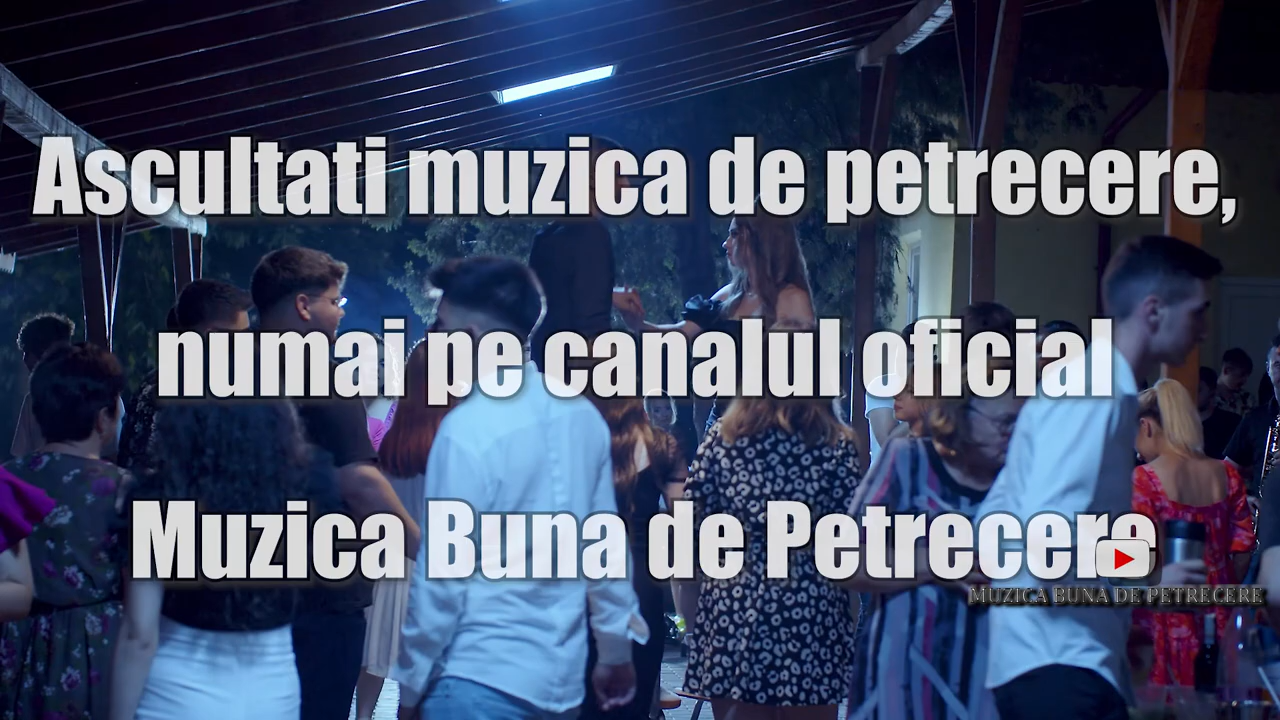 Ascultati muzica de petrecere,
numai pe canalul oficial
Muzica Buna de Petrecere
MUZICA BUNA DE PETRECERE